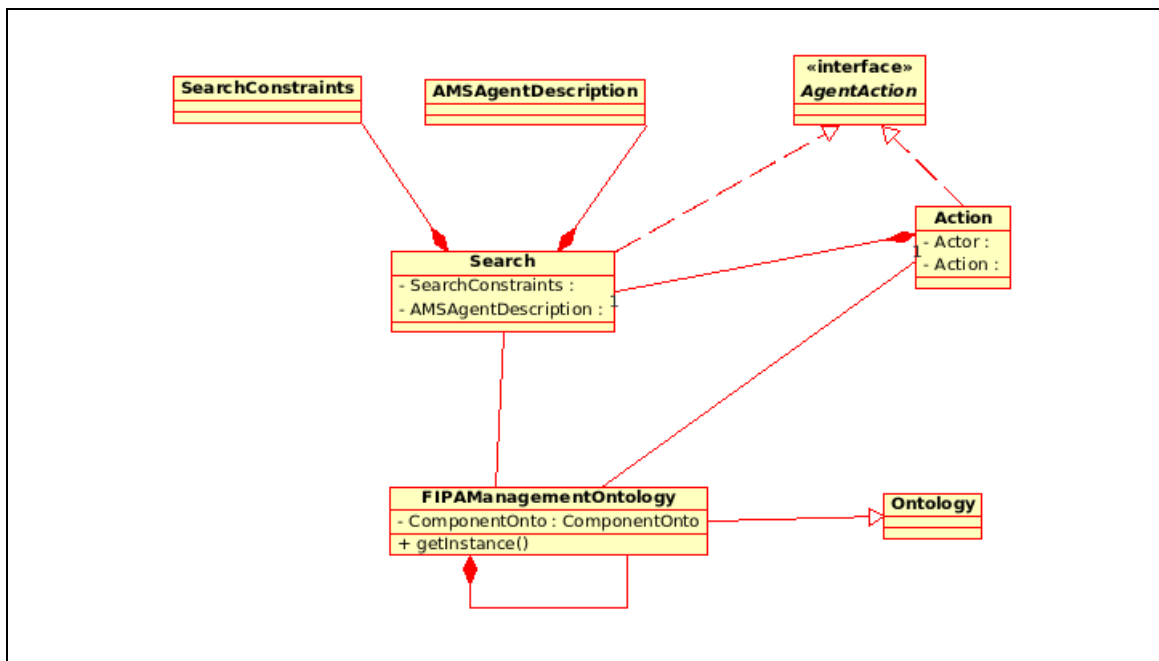 SearchConstraints
AMSAgentDescription
«interface»
AgentAction
Action
- Actor :
- Action :
1
Search
- SearchConstraints :
- AMSAgentDescription :
1
FIPAManagementOntology
- ComponentOnto : ComponentOnto
+ getInstance()
Ontology